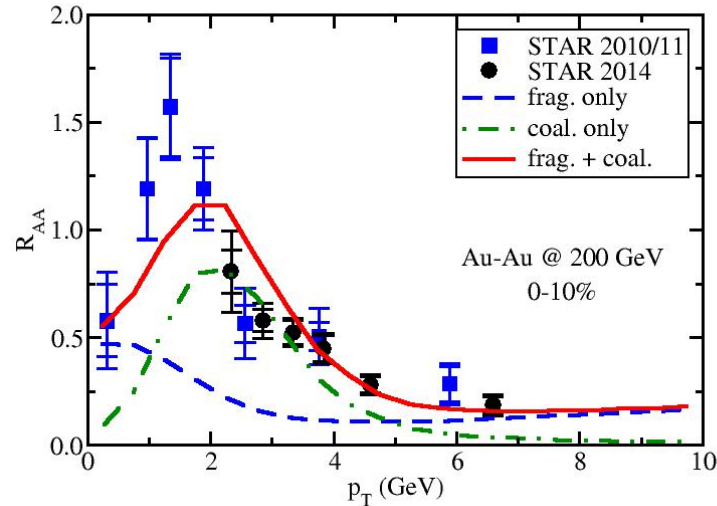 2.0
1.5
1.0
0.5
0.0
R_AA
STAR 2010/11
STAR 2014
frag. only
coal. only
frag. + coal.
Au-Au @ 200 GeV
0-10%
0 2 4 6 8 10
p_T (GeV)